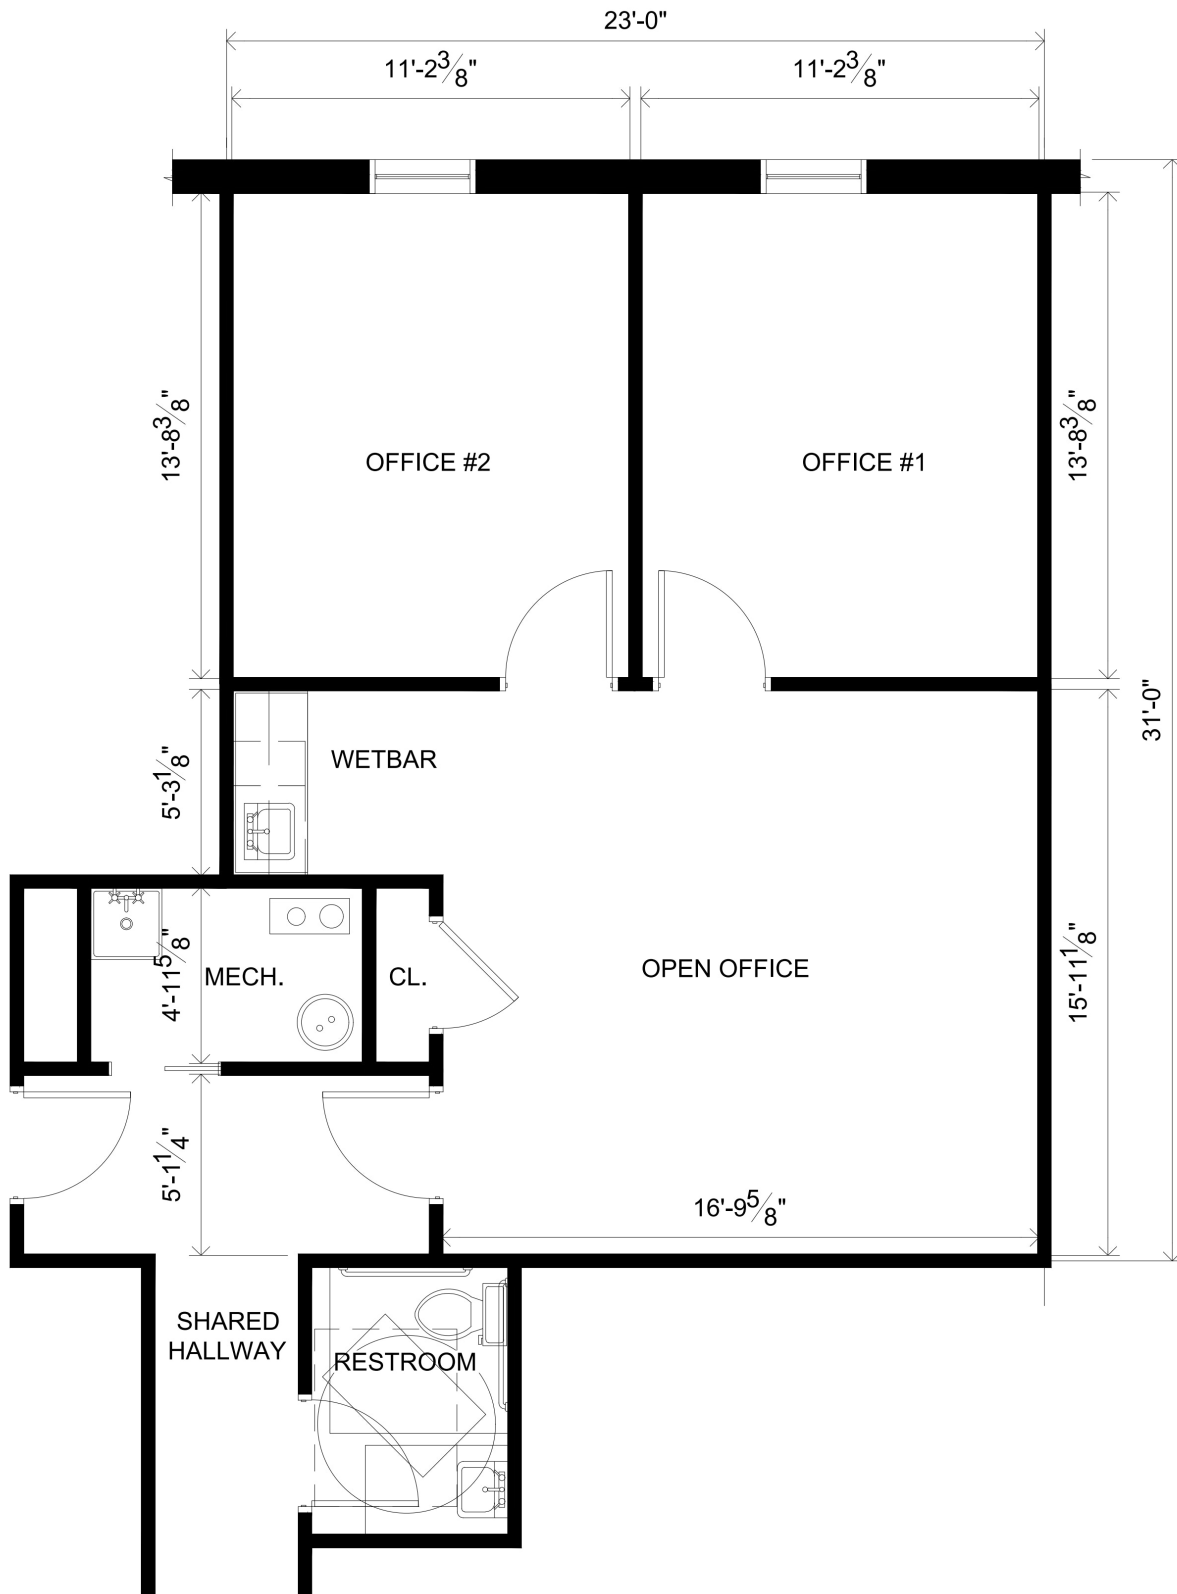 23'-0"
11'-2 3/8"
11'-2 3/8"
13'-8 3/8"
OFFICE #2
OFFICE #1
13'-8 3/8"
31'-0"
5'-3 1/8"
WETBAR
4'-11 5/8"
MECH.
CL.
OPEN OFFICE
15'-11 1/8"
5'-1 1/4"
16'-9 5/8"
SHARED
HALLWAY
RESTROOM